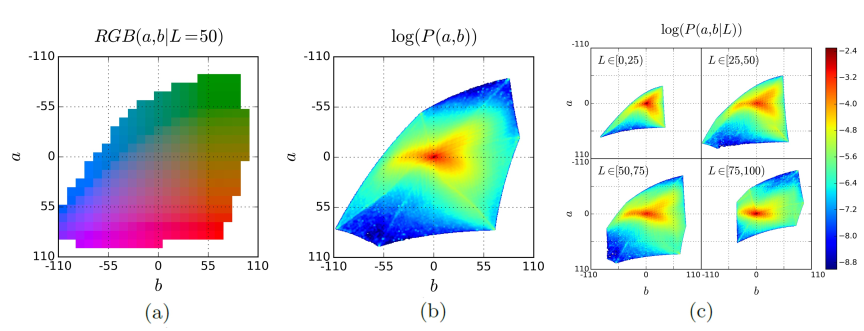 RGB(a,b|L=50)
-110
-55
0
55
110
a
-110 -55 0 55 110
b
(a)
log(P(a,b))
-110
-55
0
55
110
a
-110 -55 0 55 110
b
(b)
log(P(a,b|L))
-110
L∈[0,25)
L∈[25,50)
a
0
110
L∈[50,75)
L∈[75,100)
a
0
110
-110 0 110 -110 0 110
b b
(c)
-2.4
-3.2
-4.0
-4.8
-5.6
-6.4
-7.2
-8.0
-8.8